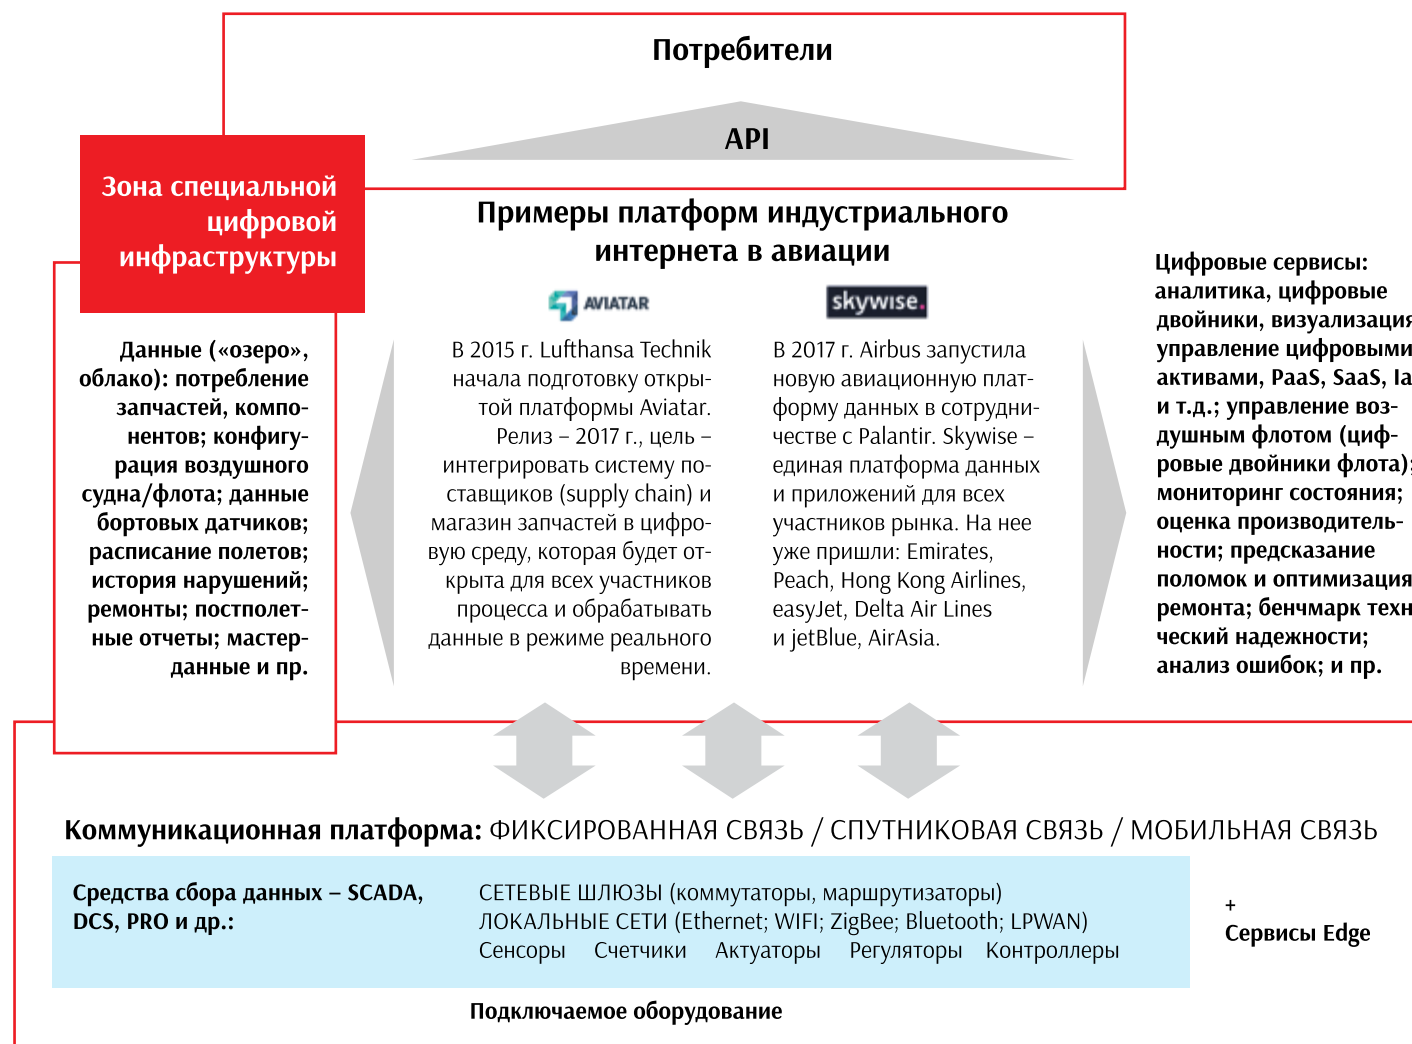 Потребители
API
Зона специальной
цифровой
инфраструктуры
Примеры платформ индустриального
интернета в авиации
AVIATAR
skywise.
Данные («озеро»,
облако): потребление
запчастей, компо-
нентов; конфигу-
рация воздушного
судна/флота; данные
бортовых датчиков;
расписание полетов;
история нарушений;
ремонты; постполет-
ные отчеты; мастер-
данные и пр.
В 2015 г. Lufthansa Technik
начала подготовку откры-
той платформы Aviatar.
Релиз – 2017 г., цель –
интегрировать систему по-
ставщиков (supply chain) и
магазин запчастей в цифро-
вую среду, которая будет от-
крыта для всех участников
процесса и обрабатывать
данные в режиме реального
времени.
В 2017 г. Airbus запустила
новую авиационную плат-
форму данных в сотрудни-
честве с Palantir. Skywise –
единая платформа данных
и приложений для всех
участников рынка. На нее
уже пришли: Emirates,
Peach, Hong Kong Airlines,
easyJet, Delta Air Lines
и jetBlue, AirAsia.
Цифровые сервисы:
аналитика, цифровые
двойники, визуализация
управление цифровыми
активами, PaaS, SaaS, Ia
и т.д.; управление воз-
душным флотом (циф-
ровые двойники флота);
мониторинг состояния;
оценка производитель-
ности; предсказание
поломок и оптимизация
ремонта; бенчмарк техн
ческий надежности;
анализ ошибок; и пр.
Коммуникационная платформа: ФИКСИРОВАННАЯ СВЯЗЬ / СПУТНИКОВАЯ СВЯЗЬ / МОБИЛЬНАЯ СВЯЗЬ
Средства сбора данных – SCADA,
DCS, PRO и др.:
СЕТЕВЫЕ ШЛЮЗЫ (коммутаторы, маршрутизаторы)
ЛОКАЛЬНЫЕ СЕТИ (Ethernet; WIFI; ZigBee; Bluetooth; LPWAN)
Сенсоры Счетчики Актуаторы Регуляторы Контроллеры
+
Сервисы Edge
Подключаемое оборудование